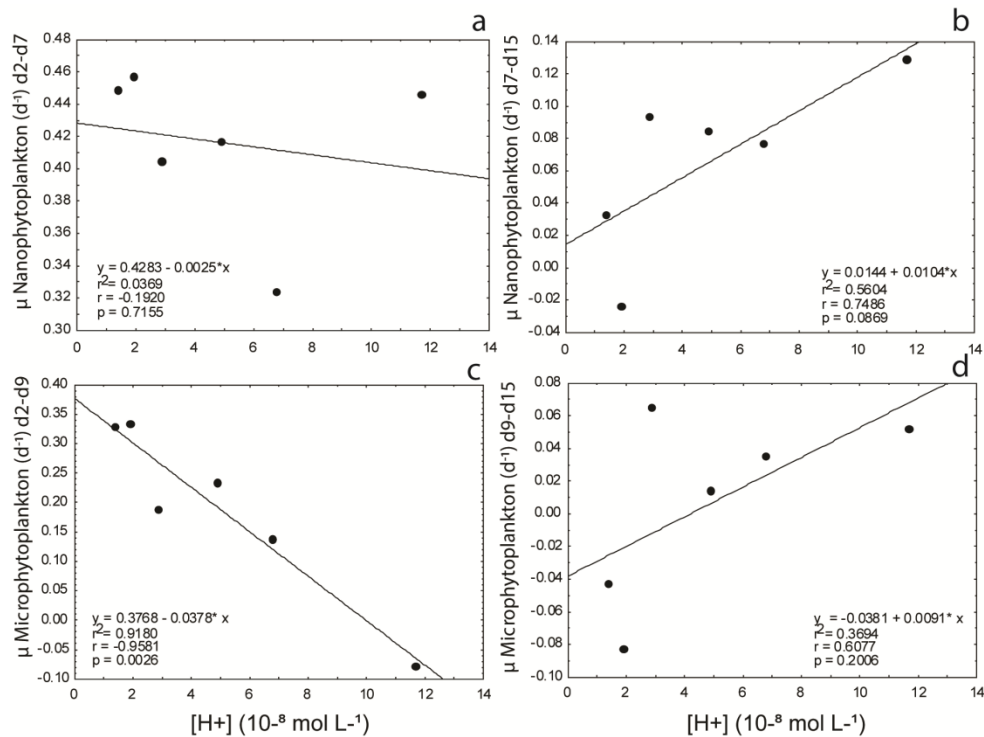 a
μ Nanophytoplankton (d⁻¹) d2-d7
0.48
0.46
0.44
0.42
0.40
0.38
0.36
0.34
0.32
0.30
y = 0.4283 - 0.0025*x
r² = 0.0369
r = -0.1920
p = 0.7155
0 2 4 6 8 10 12 14
b
μ Nanophytoplankton (d⁻¹) d7-d15
0.14
0.12
0.10
0.08
0.06
0.04
0.02
0.00
-0.02
-0.04
y = 0.0144 + 0.0104*x
r² = 0.5604
r = 0.7486
p = 0.0869
0 2 4 6 8 10 12 14
c
μ Microphytoplankton (d⁻¹) d2-d9
0.40
0.35
0.30
0.25
0.20
0.15
0.10
0.05
0.00
-0.05
-0.10
y = 0.3768 - 0.0378* x
r² = 0.9180
r = -0.9581
p = 0.0026
0 2 4 6 8 10 12 14
[H+] (10-⁸ mol L-¹)
d
μ Microphytoplankton (d⁻¹) d9-d15
0.08
0.06
0.04
0.02
0.00
-0.02
-0.04
-0.06
-0.08
-0.10
y = -0.0381 + 0.0091* x
r² = 0.3694
r = 0.6077
p = 0.2006
0 2 4 6 8 10 12 14
[H+] (10-⁸ mol L-¹)